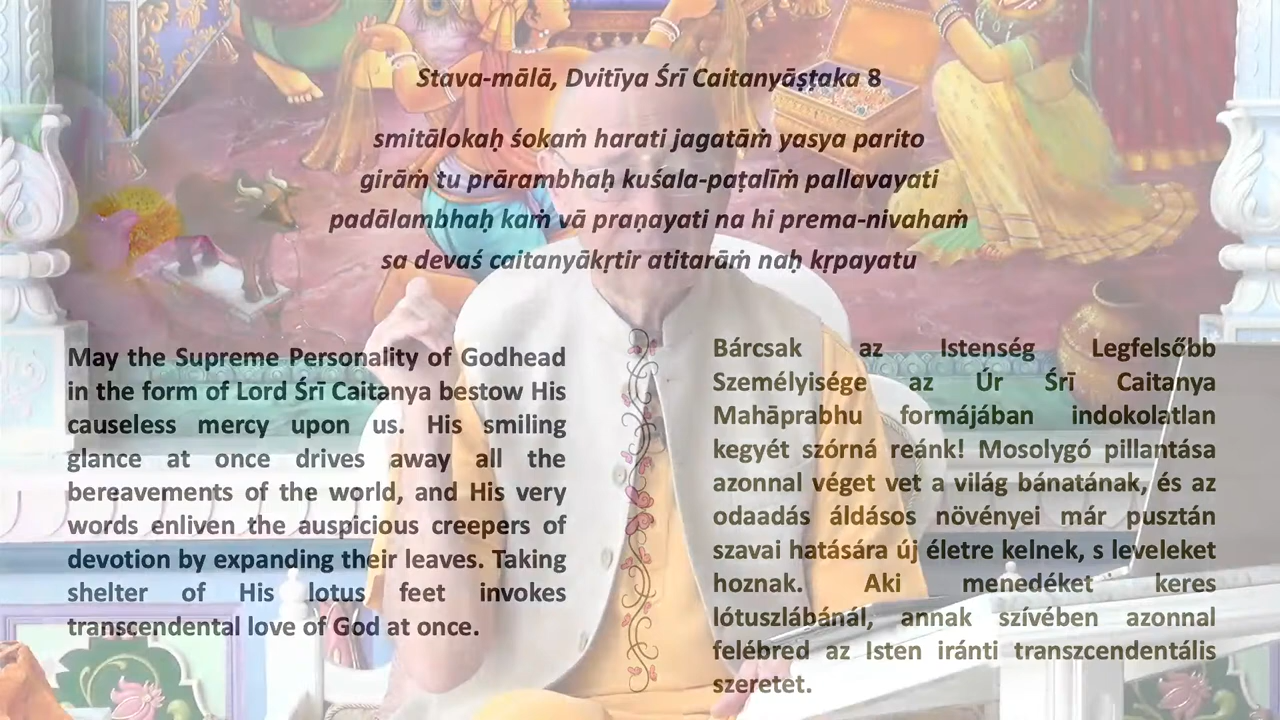 Stava-mālā, Dvitīya Śrī Caitanyāṣṭaka 8
smitālokaḥ śokaṁ harati jagatāṁ yasya parito
girāṁ tu prārambhaḥ kuśala-paṭalīṁ pallavayati
padālambhaḥ kaṁ vā praṇayati na hi prema-nivahaṁ
sa devaś caitanyākṛtir atitarāṁ naḥ kṛpayatu
May the Supreme Personality of Godhead
in the form of Lord Śrī Caitanya bestow His
causeless mercy upon us. His smiling
glance at once drives away all the
bereavements of the world, and His very
words enliven the auspicious creepers of
devotion by expanding their leaves. Taking
shelter of His lotus feet invokes
transcendental love of God at once.
Bárcsak az Istenség Legfelsőbb
Személyisége az Úr Śrī Caitanya
Mahāprabhu formájában indokolatlan
kegyét szórná reánk! Mosolygó pillantása
azonnal véget vet a világ bánatának, és az
odaadás áldásos növényei már pusztán
szavai hatására új életre kelnek, s leveleket
hoznak. Aki menedéket keres
lótuszlábánál, annak szívében azonnal
felébred az Isten iránti transzcendentális
szeretet.